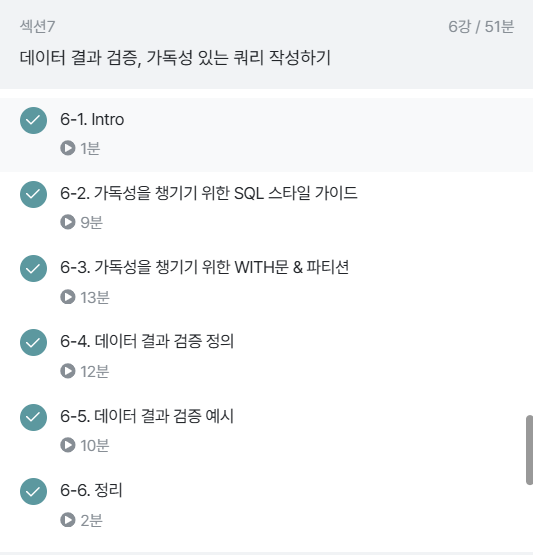 섹션7 6강 / 51분
데이터 결과 검증, 가독성 있는 쿼리 작성하기
6-1. Intro
1분
6-2. 가독성을 챙기기 위한 SQL 스타일 가이드
9분
6-3. 가독성을 챙기기 위한 WITH문 & 파티션
13분
6-4. 데이터 결과 검증 정의
12분
6-5. 데이터 결과 검증 예시
10분
6-6. 정리
2분